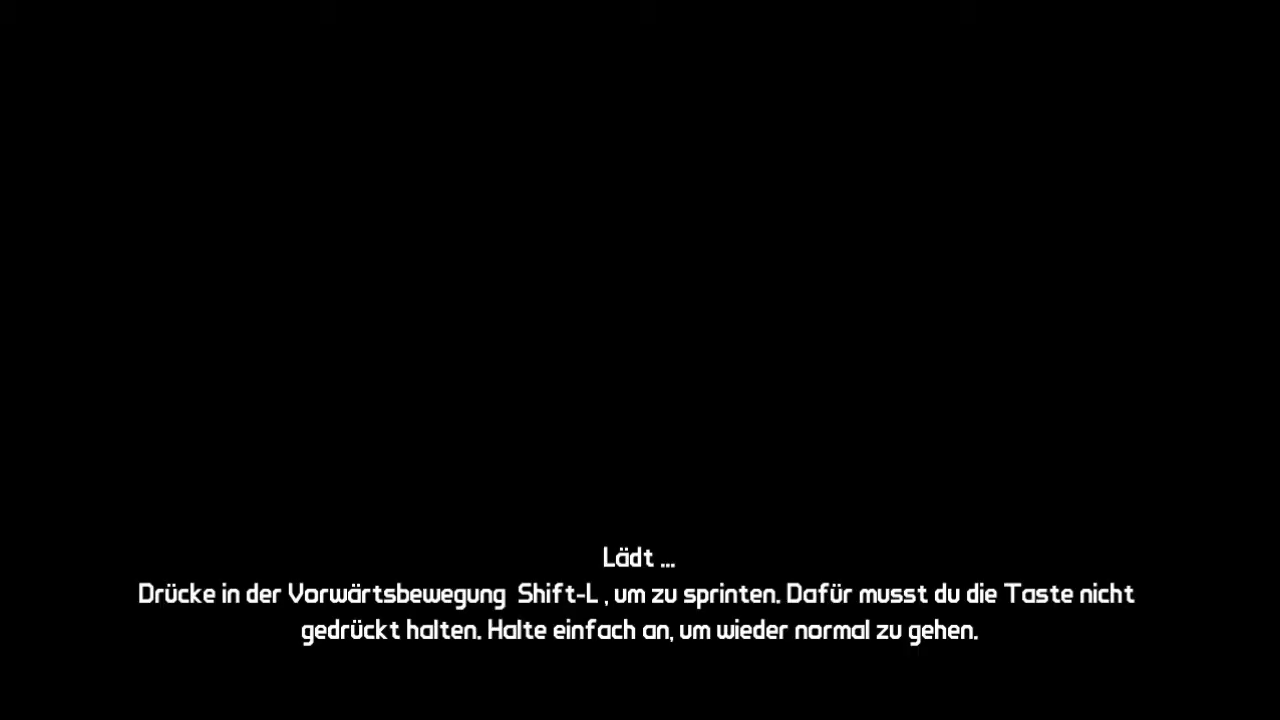 Lädt ...
Drücke in der Vorwärtsbewegung Shift-L , um zu sprinten. Dafür musst du die Taste nicht
gedrückt halten. Halte einfach an, um wieder normal zu gehen.